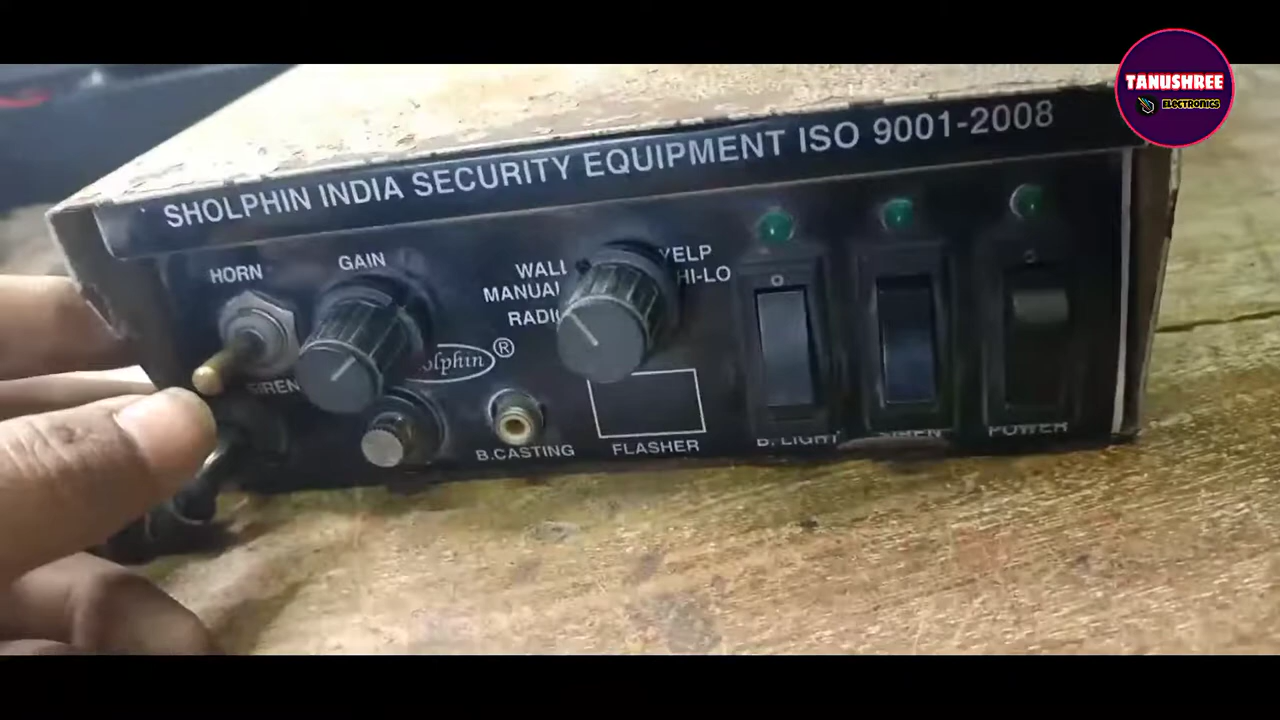 TANUSHREE
ELECTRONICS
SHOLPHIN INDIA SECURITY EQUIPMENT ISO 9001-2008
HORN
GAIN
WAIL
MANUAL
RADIO
YELP
HI-LO
SIREN
olphin ®
B.CASTING
FLASHER
B. LIGHT
SIREN
POWER